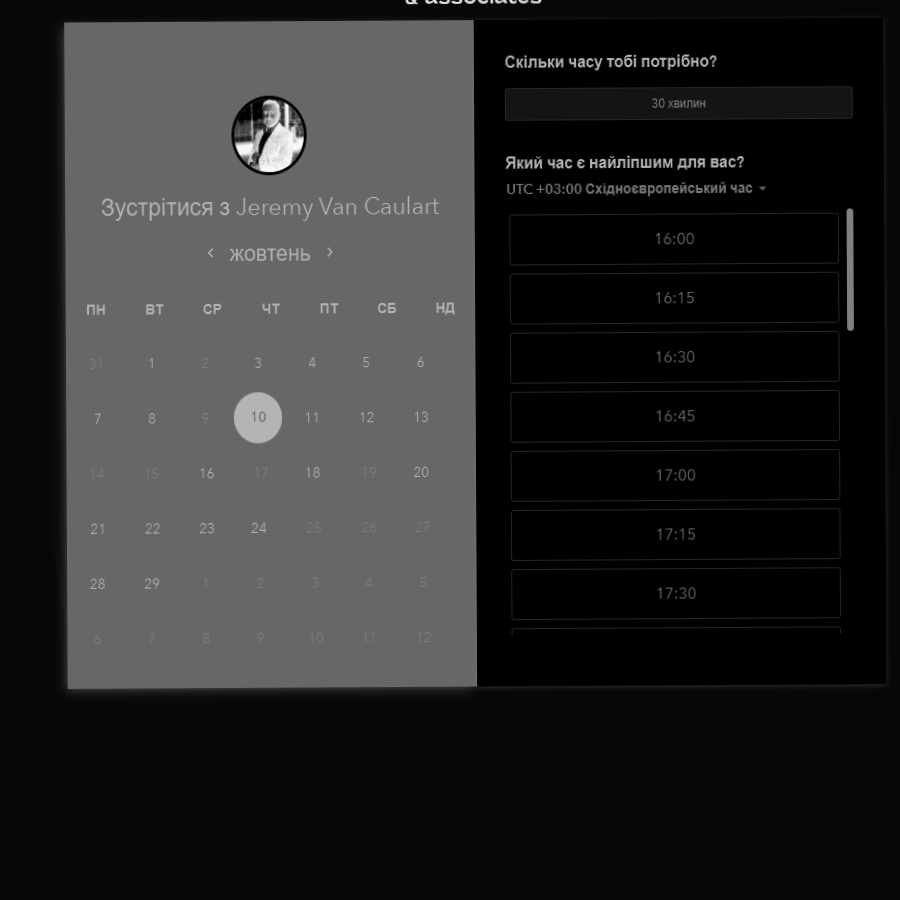 & associates
Зустрітися з Jeremy Van Caulart
‹ жовтень ›
ПН ВТ СР ЧТ ПТ СБ НД
31 1 2 3 4 5 6
7 8 9 10 11 12 13
14 15 16 17 18 19 20
21 22 23 24 25 26 27
28 29 1 2 3 4 5
6 7 8 9 10 11 12
Скільки часу тобі потрібно?
30 хвилин
Який час є найліпшим для вас?
UTC +03:00 Східноєвропейський час
16:00
16:15
16:30
16:45
17:00
17:15
17:30